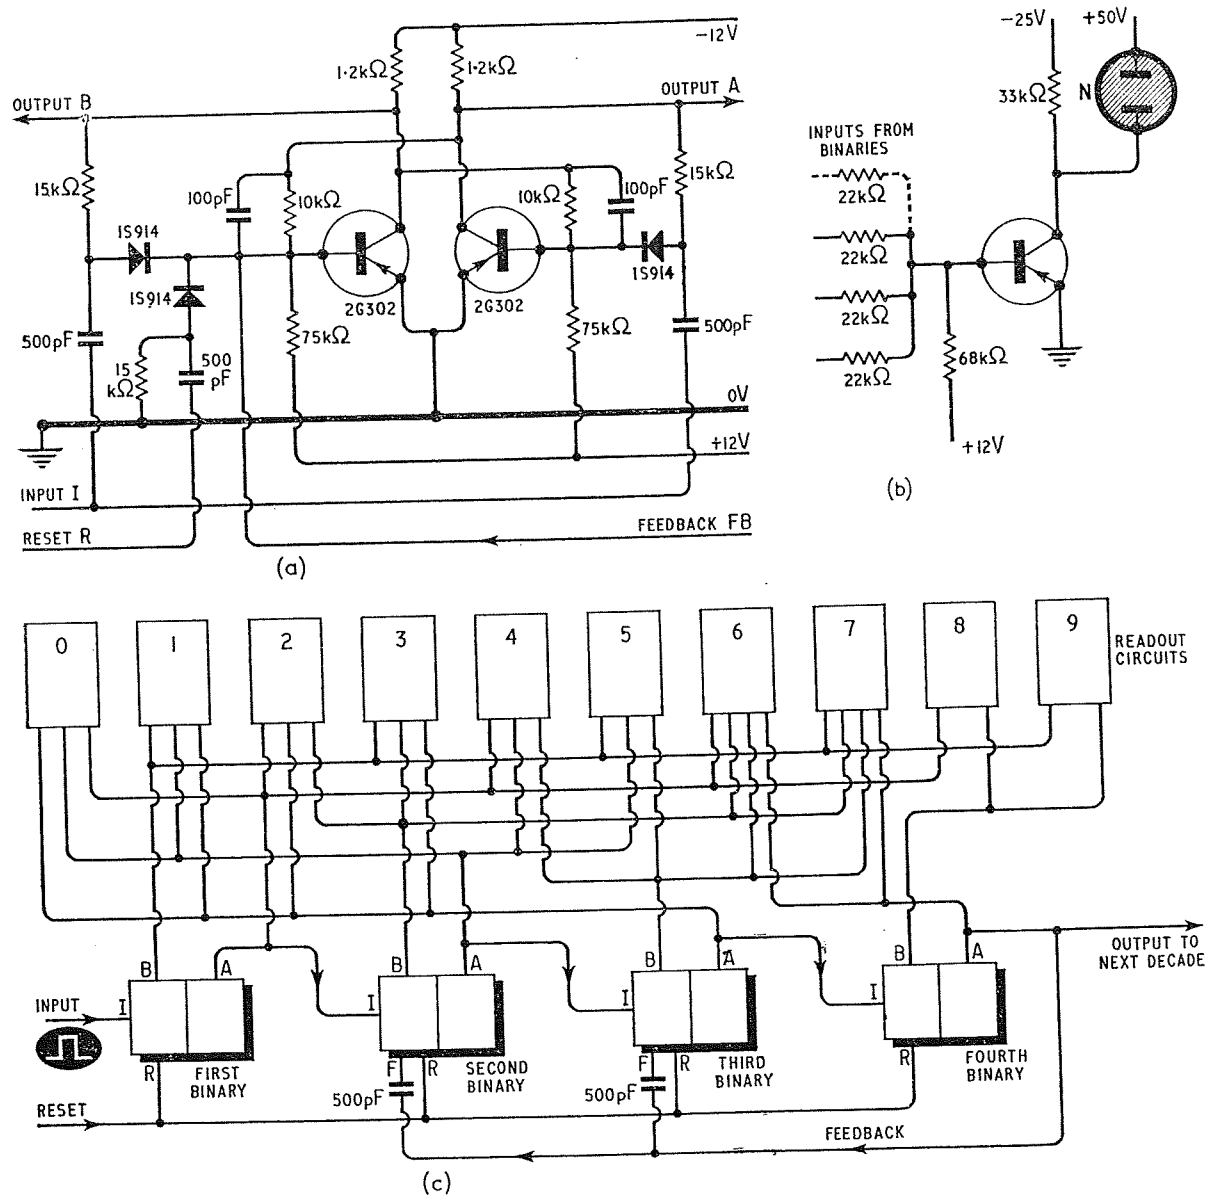 -12V
1·2kΩ
1·2kΩ
OUTPUT B
OUTPUT A
15kΩ
100pF
10kΩ
10kΩ
100pF
15kΩ
1S914
1S914
1S914
2G302
2G302
500pF
15
kΩ
500
pF
75kΩ
75kΩ
500pF
0V
+12V
INPUT I
RESET R
FEEDBACK FB
(a)
-25V
+50V
33kΩ
N
INPUTS FROM
BINARIES
22kΩ
22kΩ
22kΩ
22kΩ
68kΩ
+12V
(b)
0
1
2
3
4
5
6
7
8
9
READOUT
CIRCUITS
OUTPUT TO
NEXT DECADE
B
A
B
A
B
A
B
A
INPUT
I
I
I
I
R
FIRST
BINARY
F
R
SECOND
BINARY
F
R
THIRD
BINARY
R
FOURTH
BINARY
500pF
500pF
RESET
FEEDBACK
(c)